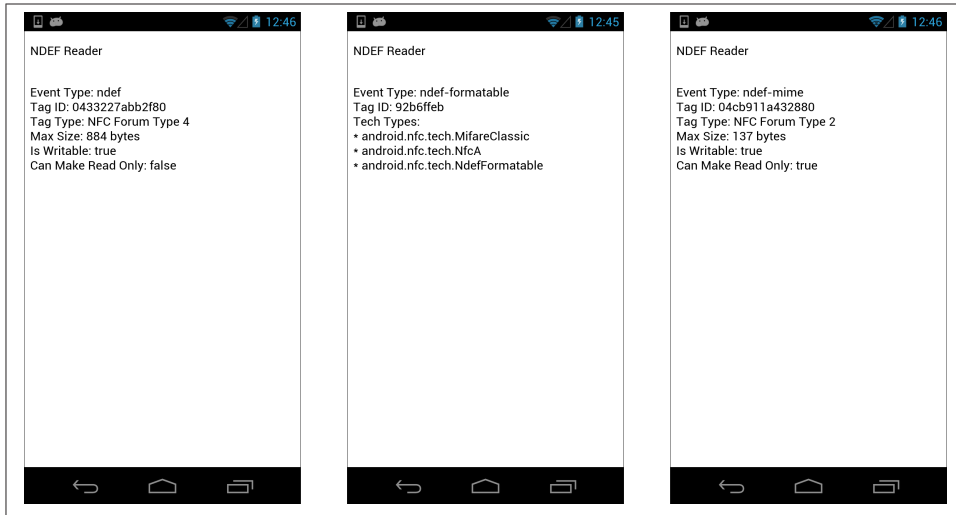 12:46
NDEF Reader
Event Type: ndef
Tag ID: 0433227abb2f80
Tag Type: NFC Forum Type 4
Max Size: 884 bytes
Is Writable: true
Can Make Read Only: false
12:45
NDEF Reader
Event Type: ndef-formatable
Tag ID: 92b6ffeb
Tech Types:
* android.nfc.tech.MifareClassic
* android.nfc.tech.NfcA
* android.nfc.tech.NdefFormatable
12:46
NDEF Reader
Event Type: ndef-mime
Tag ID: 04cb911a432880
Tag Type: NFC Forum Type 2
Max Size: 137 bytes
Is Writable: true
Can Make Read Only: true